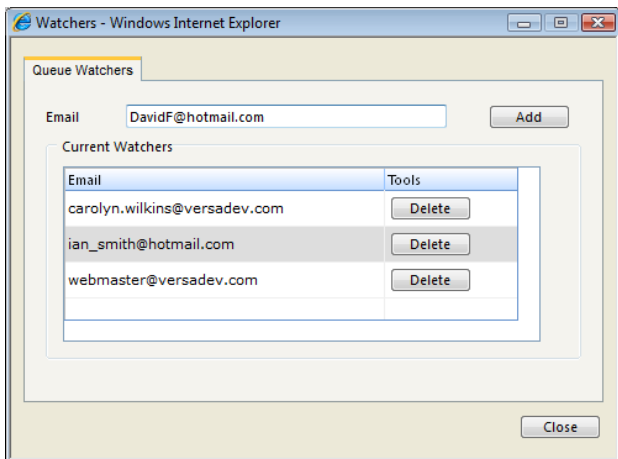 Watchers - Windows Internet Explorer
Queue Watchers
Email DavidF@hotmail.com Add
Current Watchers
Email Tools
carolyn.wilkins@versadev.com Delete
ian_smith@hotmail.com Delete
webmaster@versadev.com Delete
Close